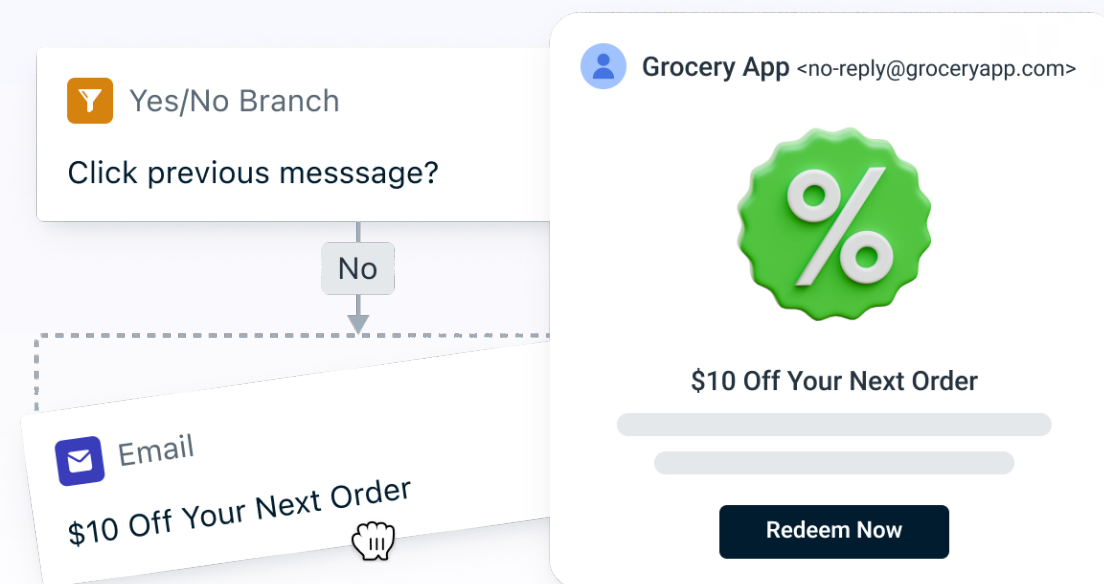 Yes/No Branch
Click previous messsage?
No
Email
$10 Off Your Next Order
Grocery App <no-reply@groceryapp.com>
%
$10 Off Your Next Order
Redeem Now